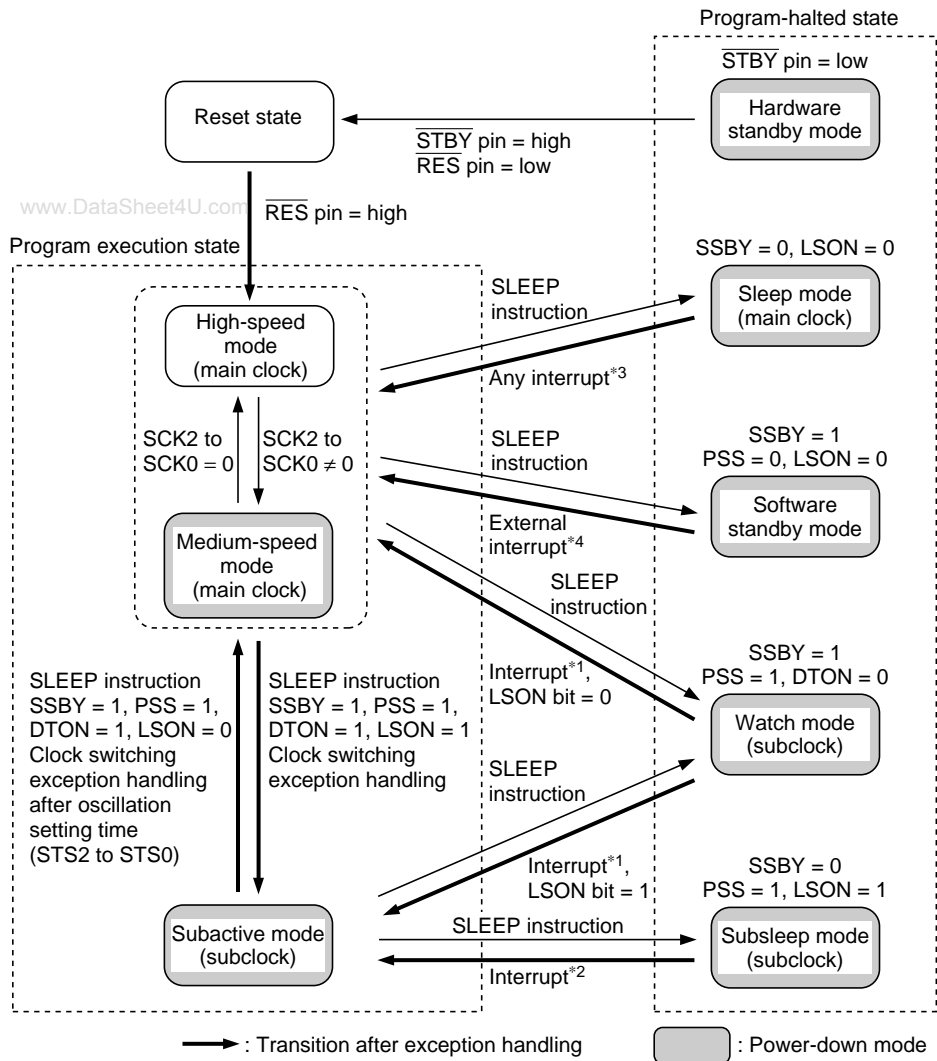 Program-halted state
STBY pin = low
Hardware
standby mode
Reset state
STBY pin = high
RES pin = low
www.DataSheet4U.com
RES pin = high
Program execution state
SSBY = 0, LSON = 0
Sleep mode
(main clock)
SLEEP
instruction
Any interrupt*3
High-speed
mode
(main clock)
SCK2 to
SCK0 = 0
SCK2 to
SCK0 ≠ 0
SLEEP
instruction
External
interrupt*4
SSBY = 1
PSS = 0, LSON = 0
Software
standby mode
Medium-speed
mode
(main clock)
SLEEP
instruction
Interrupt*1,
LSON bit = 0
SSBY = 1
PSS = 1, DTON = 0
Watch mode
(subclock)
SLEEP instruction
SSBY = 1, PSS = 1,
DTON = 1, LSON = 0
Clock switching
exception handling
after oscillation
setting time
(STS2 to STS0)
SLEEP instruction
SSBY = 1, PSS = 1,
DTON = 1, LSON = 1
Clock switching
exception handling
SLEEP
instruction
Interrupt*1,
LSON bit = 1
SSBY = 0
PSS = 1, LSON = 1
Subsleep mode
(subclock)
Subactive mode
(subclock)
SLEEP instruction
Interrupt*2
: Transition after exception handling
: Power-down mode